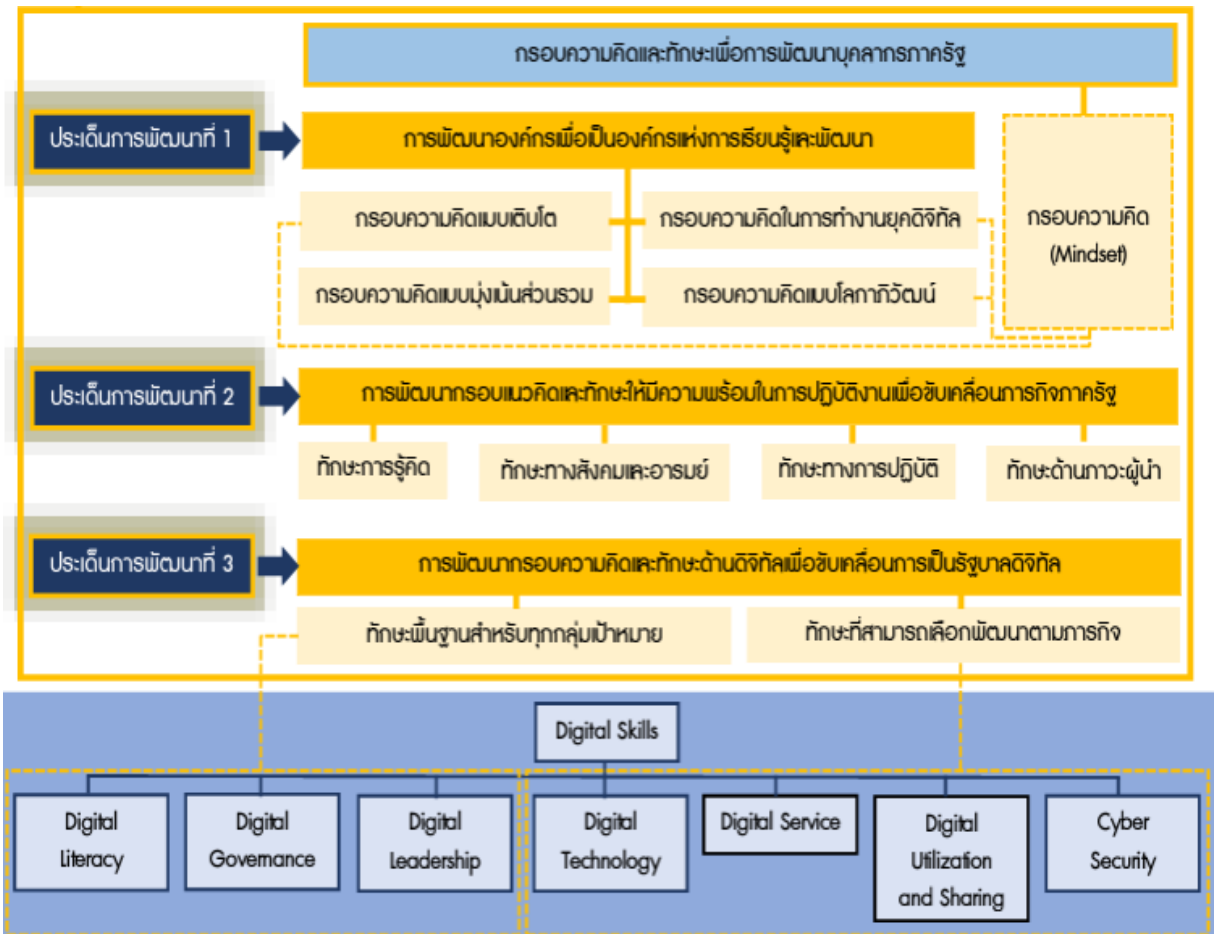 กรอบความคิดและทักษะเพื่อการพัฒนาบุคลากรภาครัฐ
ประเด็นการพัฒนาที่ 1
การพัฒนาองค์กรเพื่อเป็นองค์กรแห่งการเรียนรู้และพัฒนา
กรอบความคิดแบบเติบโต
กรอบความคิดในการทำงานยุคดิจิทัล
กรอบความคิด
(Mindset)
กรอบความคิดแบบมุ่งเน้นส่วนรวม
กรอบความคิดแบบโลกาภิวัฒน์
ประเด็นการพัฒนาที่ 2
การพัฒนากรอบแนวคิดและทักษะให้มีความพร้อมในการปฏิบัติงานเพื่อขับเคลื่อนภารกิจภาครัฐ
ทักษะการรู้คิด
ทักษะทางสังคมและอารมย์
ทักษะทางการปฏิบัติ
ทักษะด้านภาวะผู้นำ
ประเด็นการพัฒนาที่ 3
การพัฒนากรอบความคิดและทักษะด้านดิจิทัลเพื่อขับเคลื่อนการเป็นรัฐบาลดิจิทัล
ทักษะพื้นฐานสำหรับทุกกลุ่มเป้าหมาย
ทักษะที่สามารถเลือกพัฒนาตามภารกิจ
Digital Skills
Digital
Literacy
Digital
Governance
Digital
Leadership
Digital
Technology
Digital Service
Digital
Utilization
and Sharing
Cyber
Security